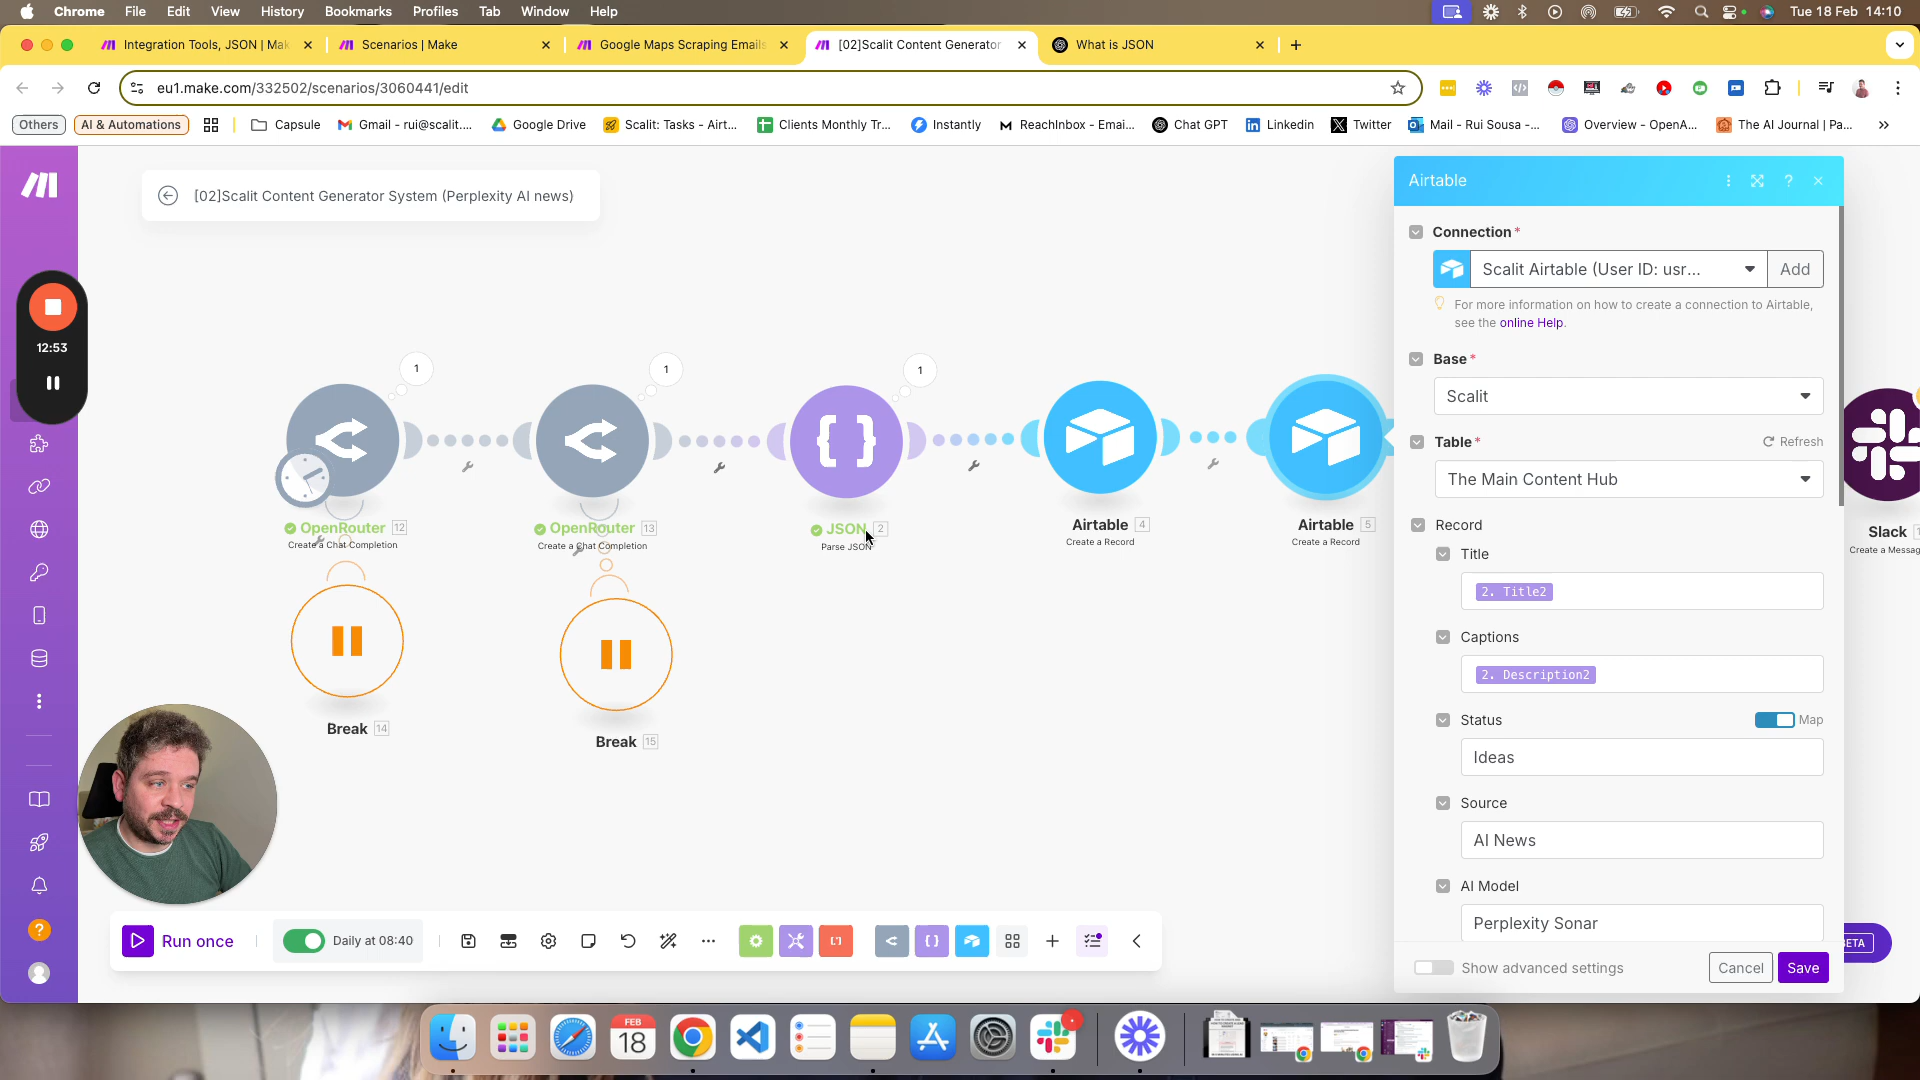 Chrome File Edit View History Bookmarks Profiles Tab Window Help Tue 18 Feb 14:10
Integration Tools, JSON | Mak
Scenarios | Make
Google Maps Scraping Emails
[02]Scalit Content Generator
What is JSON
eu1.make.com/332502/scenarios/3060441/edit
Others
AI & Automations
Capsule
Gmail - rui@scalit....
Google Drive
Scalit: Tasks - Airt...
Clients Monthly Tr...
Instantly
ReachInbox - Emai...
Chat GPT
Linkedin
Twitter
Mail - Rui Sousa -...
Overview - OpenA...
The AI Journal | Pa...
[02]Scalit Content Generator System (Perplexity AI news)
12:53
1
1
1
OpenRouter 12
Create a Chat Completion
OpenRouter 13
Create a Chat Completion
JSON 2
Parse JSON
Airtable 4
Create a Record
Airtable 5
Create a Record
Slack
Create a Messag
Break 14
Break 15
Airtable
Connection*
Scalit Airtable (User ID: usr...
Add
For more information on how to create a connection to Airtable,
see the online Help.
Base*
Scalit
Table*
Refresh
The Main Content Hub
Record
Title
2. Title2
Captions
2. Description2
Status
Map
Ideas
Source
AI News
AI Model
Perplexity Sonar
Show advanced settings
Cancel
Save
Run once
Daily at 08:40
BETA
FEB
18